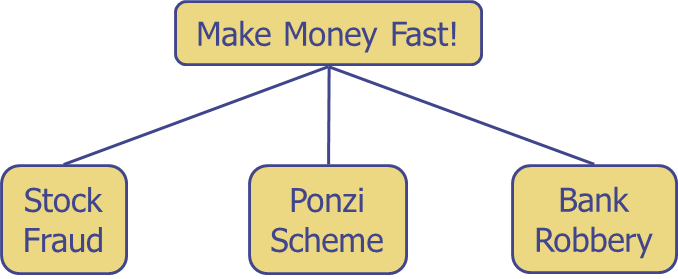 Make Money Fast!
Stock
Fraud
Ponzi
Scheme
Bank
Robbery